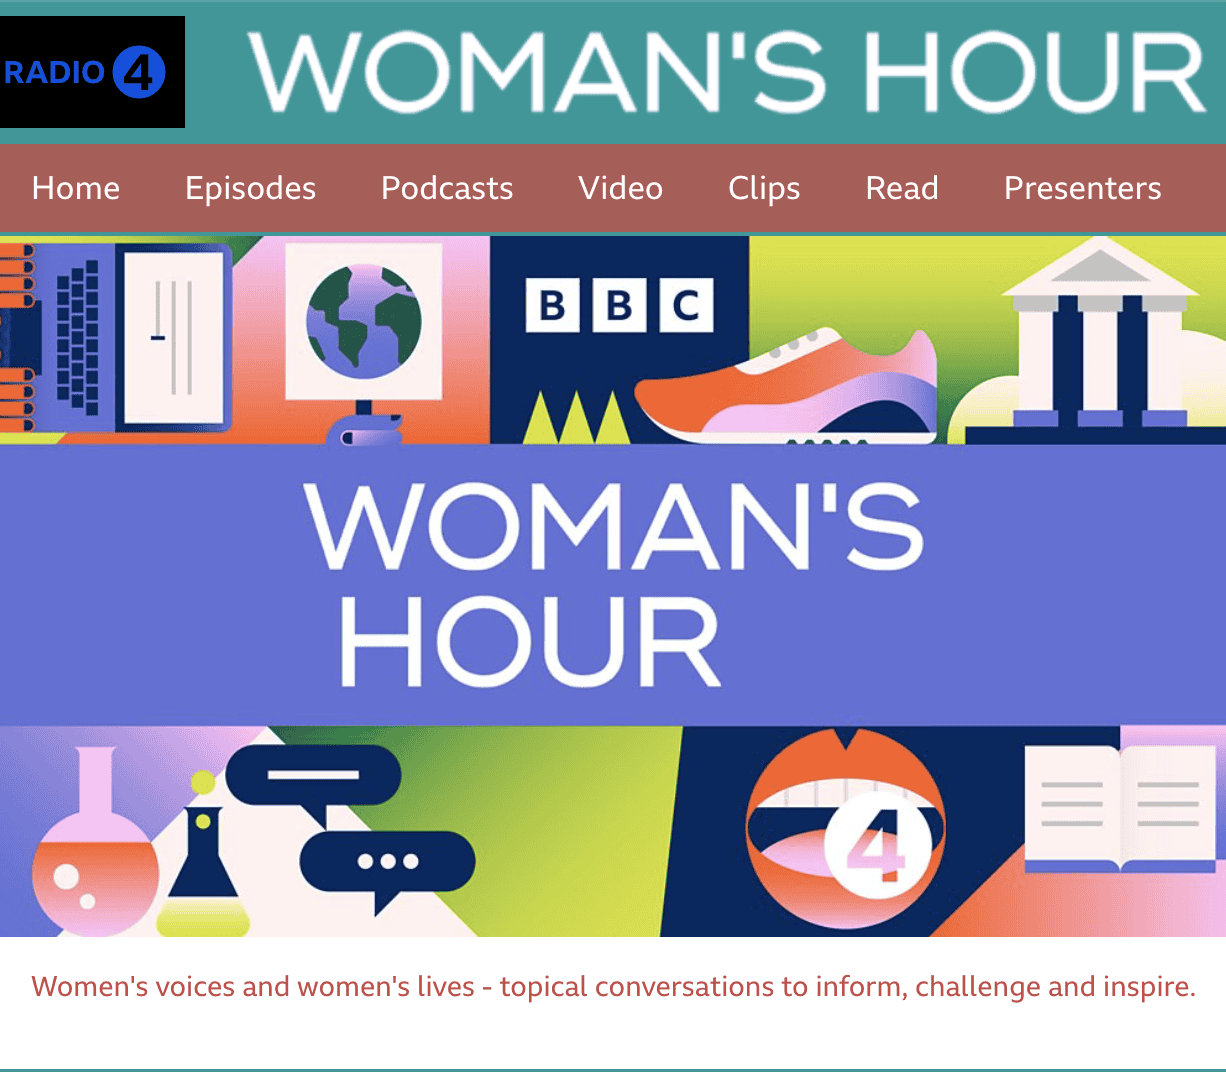 RADIO 4
WOMAN'S HOUR
Home Episodes Podcasts Video Clips Read Presenters
BBC
WOMAN'S
HOUR
4
Women's voices and women's lives - topical conversations to inform, challenge and inspire.